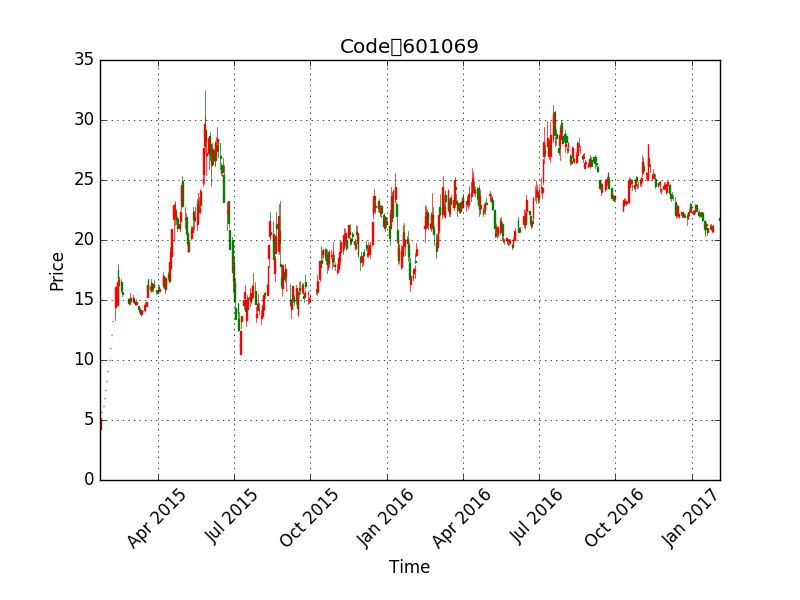 Code▯601069
35
30
25
20
15
10
5
0
Price
Apr 2015
Jul 2015
Oct 2015
Jan 2016
Apr 2016
Jul 2016
Oct 2016
Jan 2017
Time